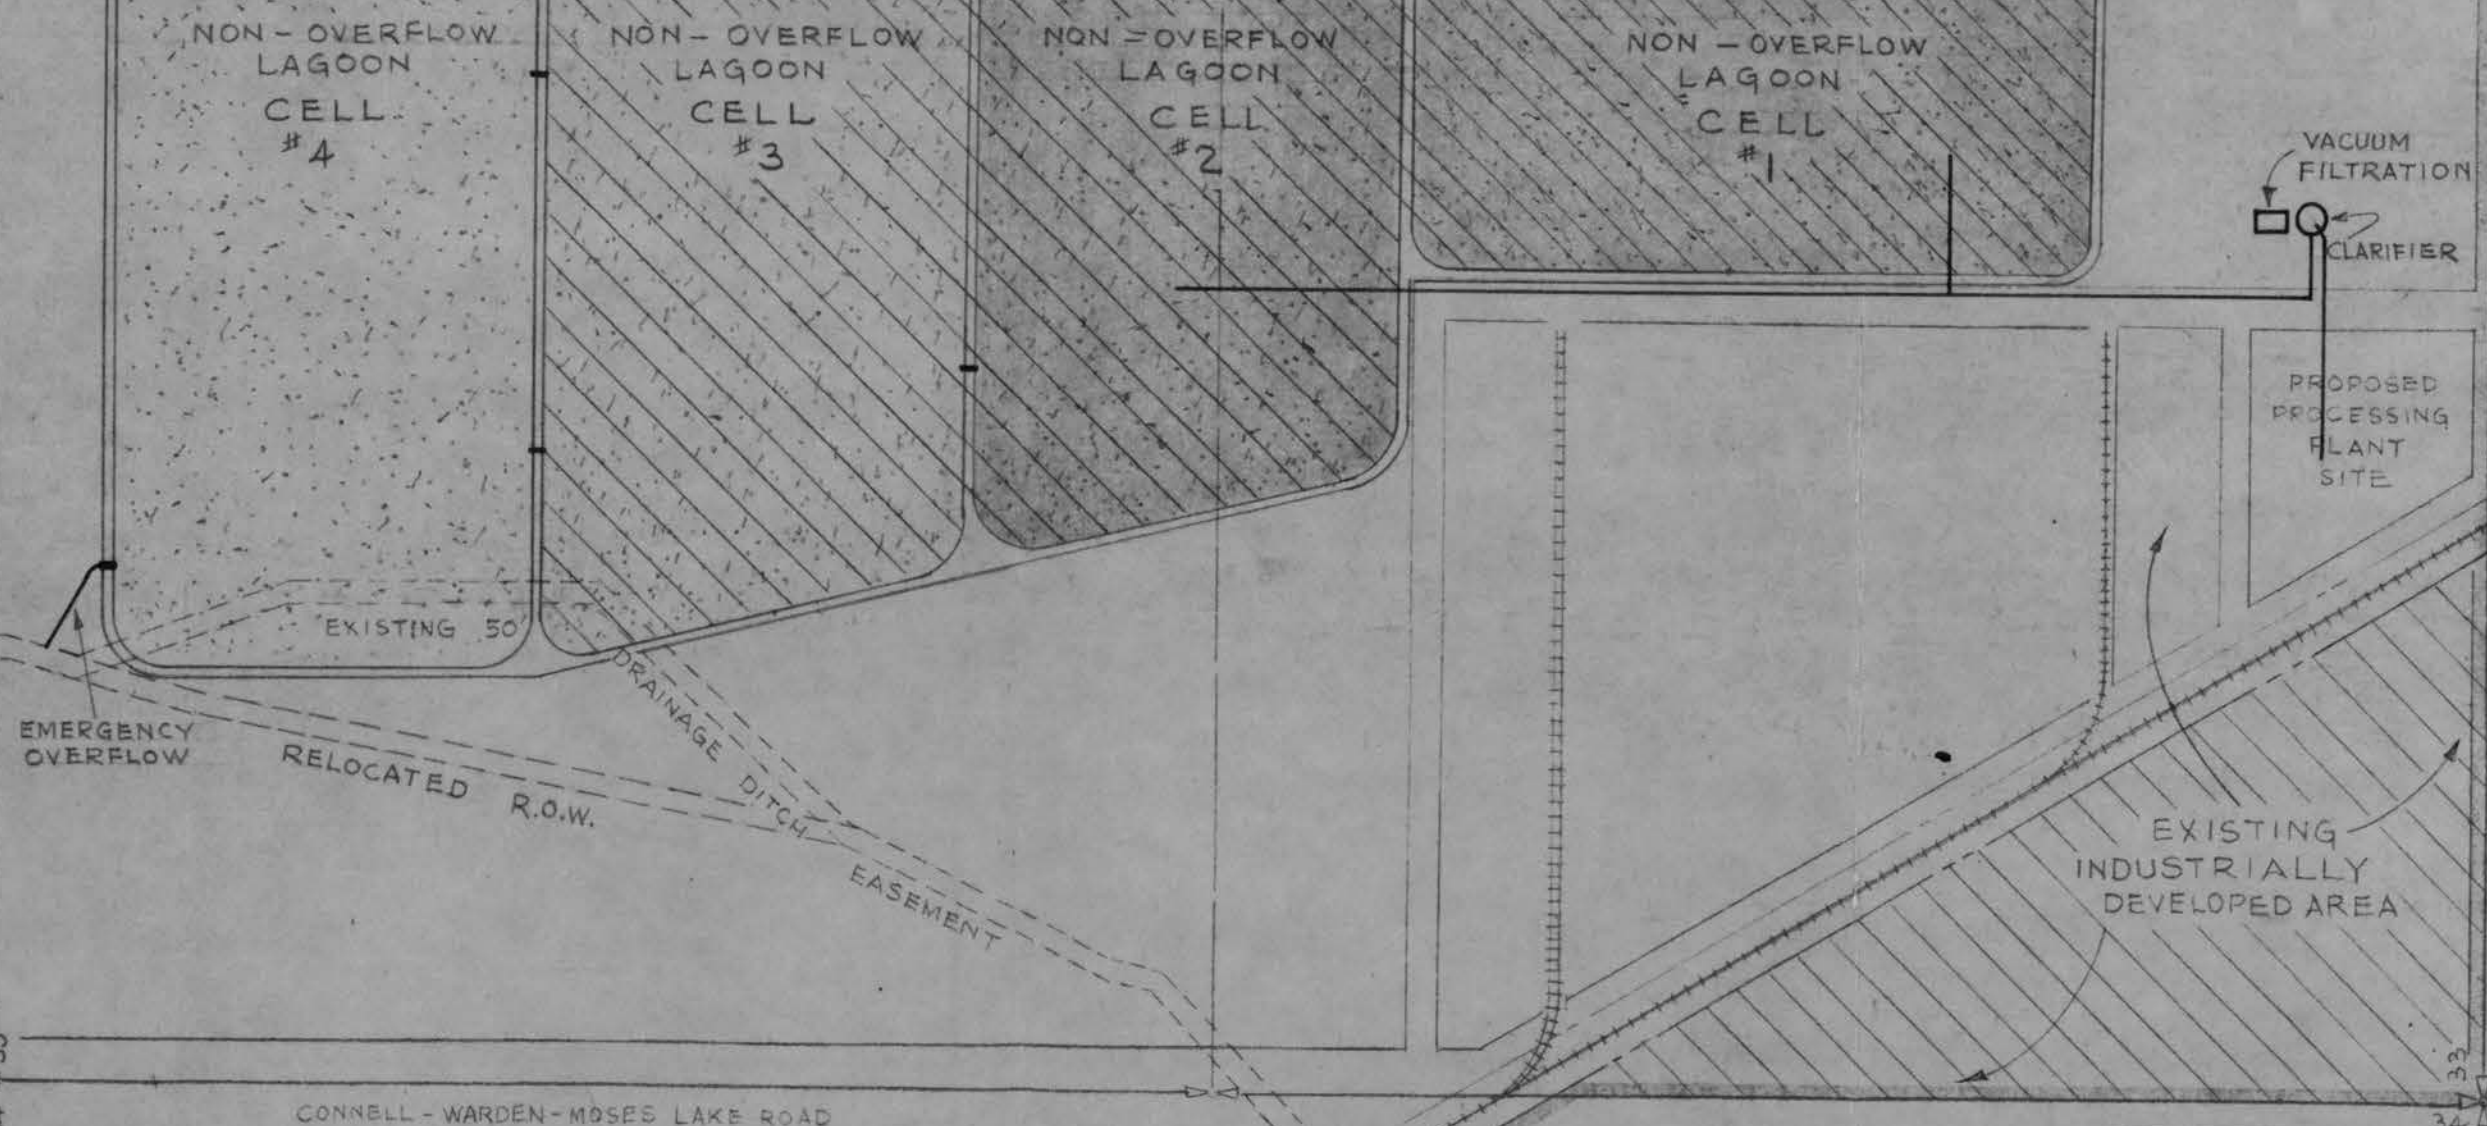 NON - OVERFLOW
LAGOON
CELL
#4
NON - OVERFLOW
LAGOON
CELL
#3
NON - OVERFLOW
LAGOON
CELL
#2
NON - OVERFLOW
LAGOON
CELL
#1
VACUUM
FILTRATION
CLARIFIER
PROPOSED
PROCESSING
PLANT
SITE
EXISTING 50'
DRAINAGE DITCH
EASEMENT
EMERGENCY
OVERFLOW
RELOCATED R.O.W.
EXISTING
INDUSTRIALLY
DEVELOPED AREA
33
34
CONNELL - WARDEN - MOSES LAKE ROAD